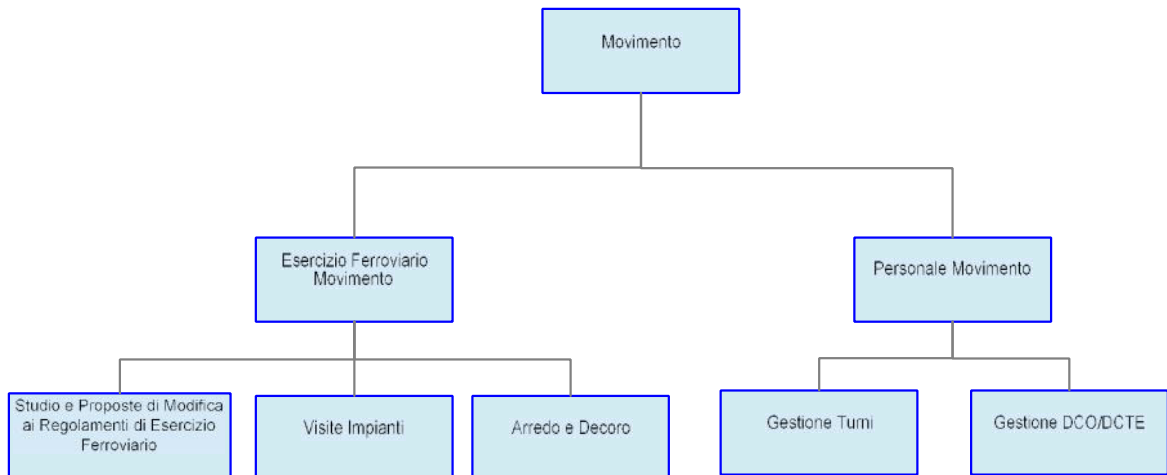 Movimento
Esercizio Ferroviario
Movimento
Personale Movimento
Studio e Proposte di Modifica
ai Regolamenti di Esercizio
Ferroviario
Visite Impianti
Arredo e Decoro
Gestione Turni
Gestione DCO/DCTE